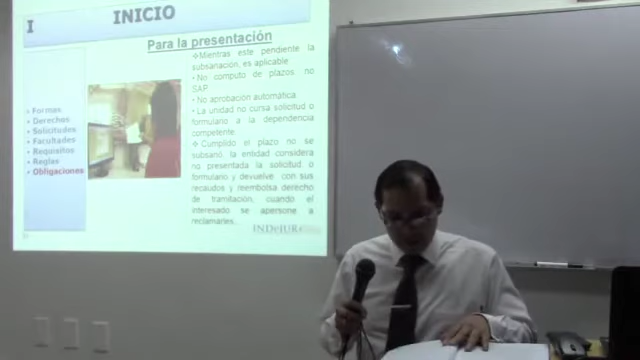 I
INICIO
Para la presentación
❖Mientras este pendiente la
subsanación, es aplicable
• No computo de plazos: no
SAP.
• No aprobación automática
• La unidad no cursa solicitud o
formulario a la dependencia
competente.
❖Cumplido el plazo no se
subsanó, la entidad considera
no presentada la solicitud o
formulario y devuelve con sus
recaudos y reembolsa derecho
de tramitación, cuando el
interesado se apersone a
reclamarles.
• Formas
• Derechos
• Solicitudes
• Facultades
• Requisitos
• Reglas
• Obligaciones
INDeJUR